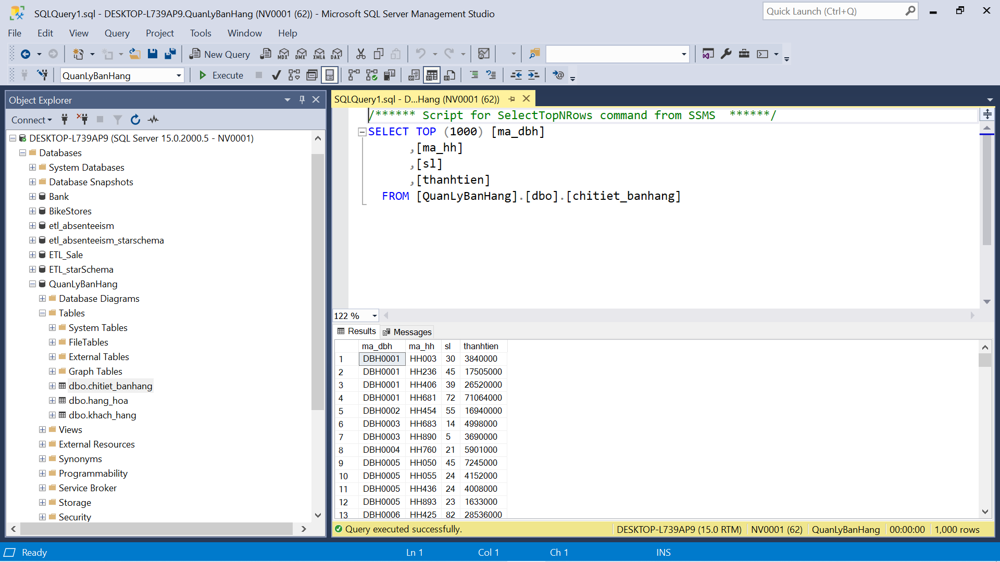 SQLQuery1.sql - DESKTOP-L739AP9.QuanLyBanHang (NV0001 (62)) - Microsoft SQL Server Management Studio
Quick Launch (Ctrl+Q)
File Edit View Query Project Tools Window Help
New Query MDX DMX XMLA DAX
QuanLyBanHang Execute
Object Explorer
Connect
DESKTOP-L739AP9 (SQL Server 15.0.2000.5 - NV0001)
Databases
System Databases
Database Snapshots
Bank
BikeStores
etl_absenteeism
etl_absenteeism_starschema
ETL_Sale
ETL_starSchema
QuanLyBanHang
Database Diagrams
Tables
System Tables
FileTables
External Tables
Graph Tables
dbo.chitiet_banhang
dbo.hang_hoa
dbo.khach_hang
Views
External Resources
Synonyms
Programmability
Service Broker
Storage
Security
SQLQuery1.sql - D...Hang (NV0001 (62))
/****** Script for SelectTopNRows command from SSMS ******/
SELECT TOP (1000) [ma_dbh]
,[ma_hh]
,[sl]
,[thanhtien]
FROM [QuanLyBanHang].[dbo].[chitiet_banhang]
122 %
Results Messages
ma_dbh ma_hh sl thanhtien
1 DBH0001 HH003 30 3840000
2 DBH0001 HH236 45 17505000
3 DBH0001 HH406 39 26520000
4 DBH0001 HH681 72 71064000
5 DBH0002 HH454 55 16940000
6 DBH0003 HH683 14 4998000
7 DBH0003 HH890 5 3690000
8 DBH0004 HH760 21 5901000
9 DBH0005 HH050 45 7245000
10 DBH0005 HH055 24 4152000
11 DBH0005 HH436 24 4008000
12 DBH0005 HH893 23 1633000
13 DBH0006 HH425 82 28536000
Query executed successfully. DESKTOP-L739AP9 (15.0 RTM) NV0001 (62) QuanLyBanHang 00:00:00 1,000 rows
Ready Ln 1 Col 1 Ch 1 INS